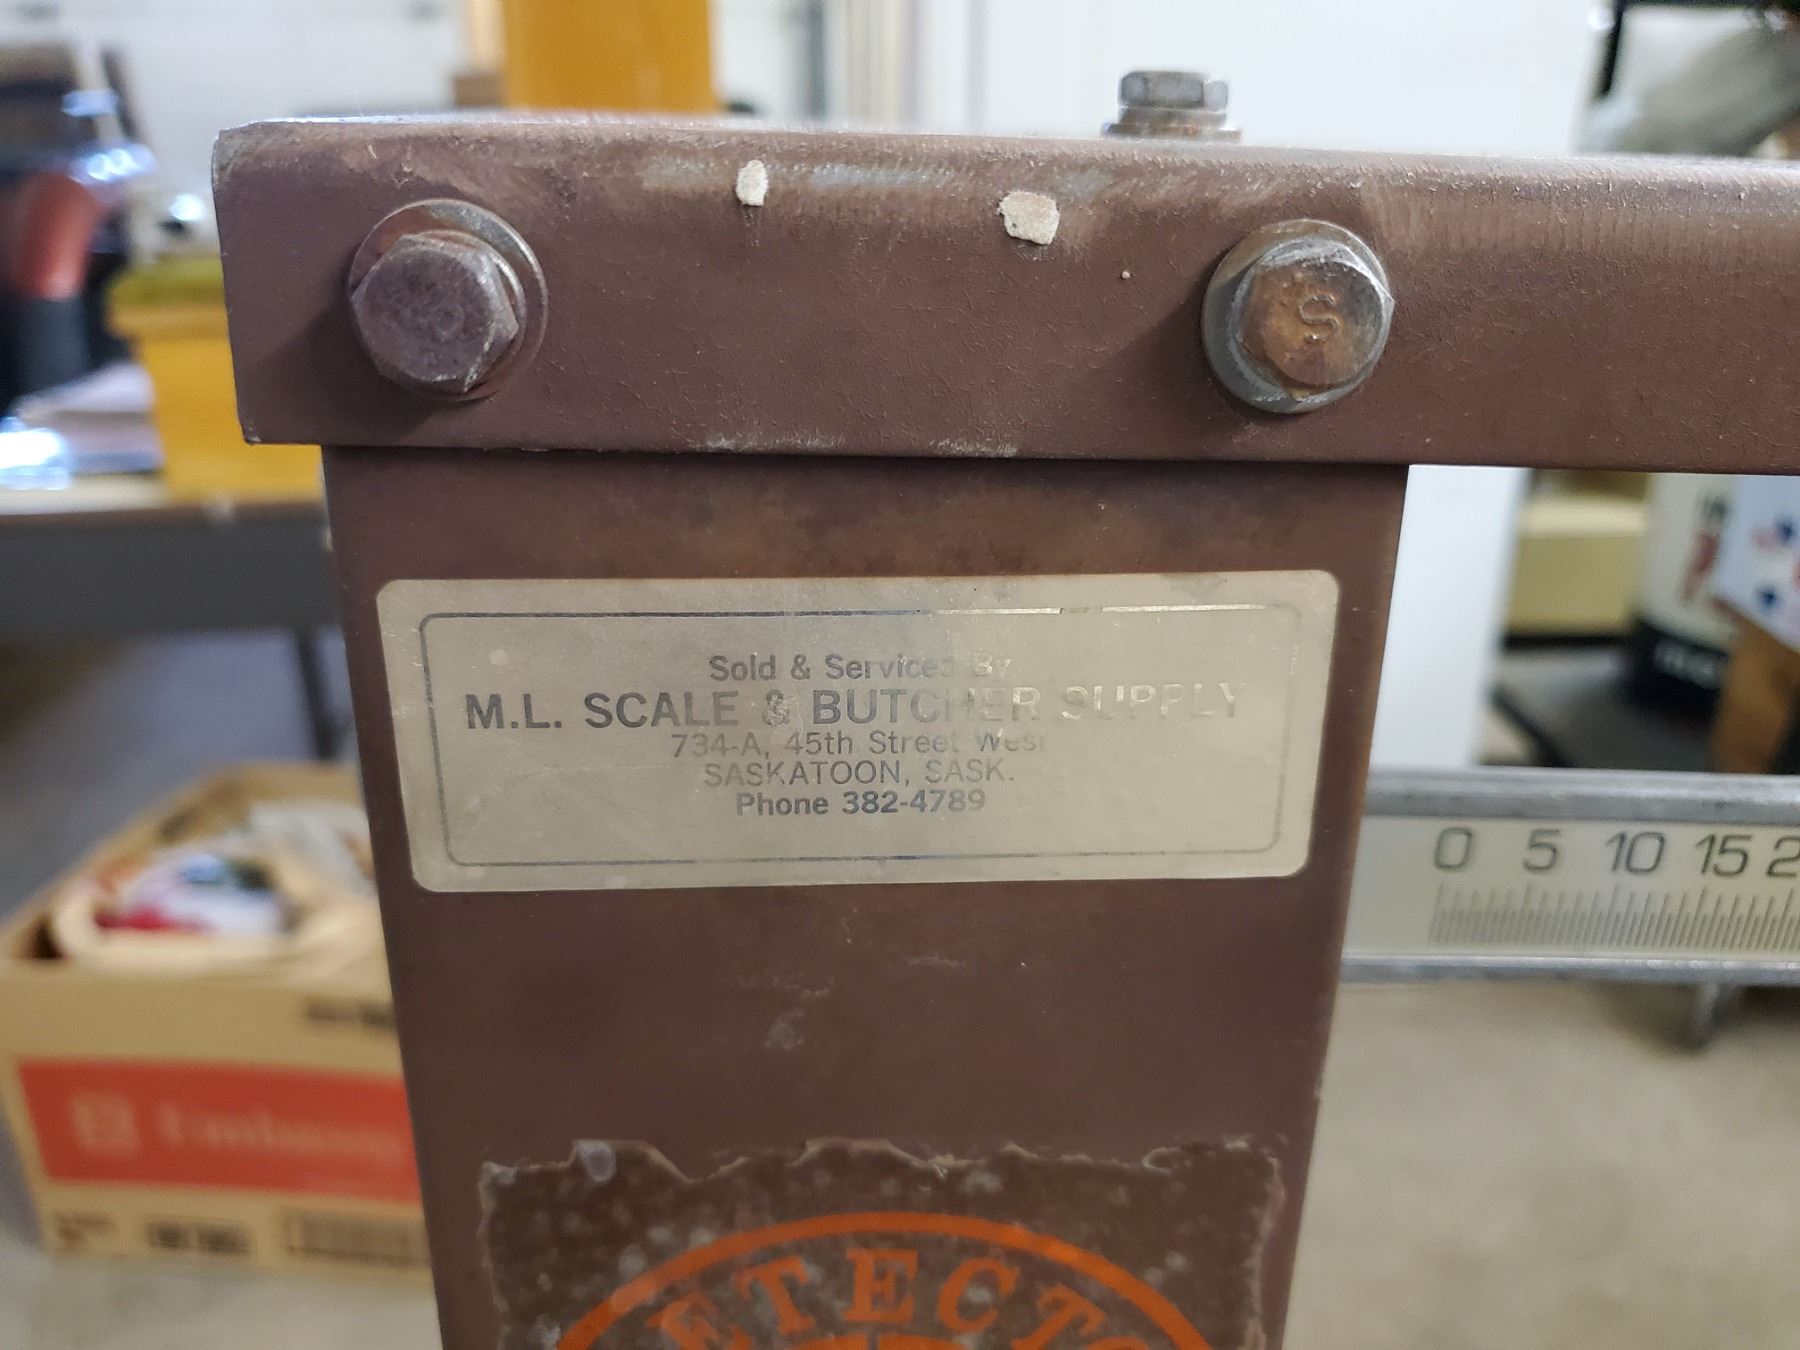 S
Sold & Serviced By
M.L. SCALE & BUTCHER SUPPLY
734-A, 45th Street West
SASKATOON, SASK.
Phone 382-4789
0 5 10 15 2
ETECTO